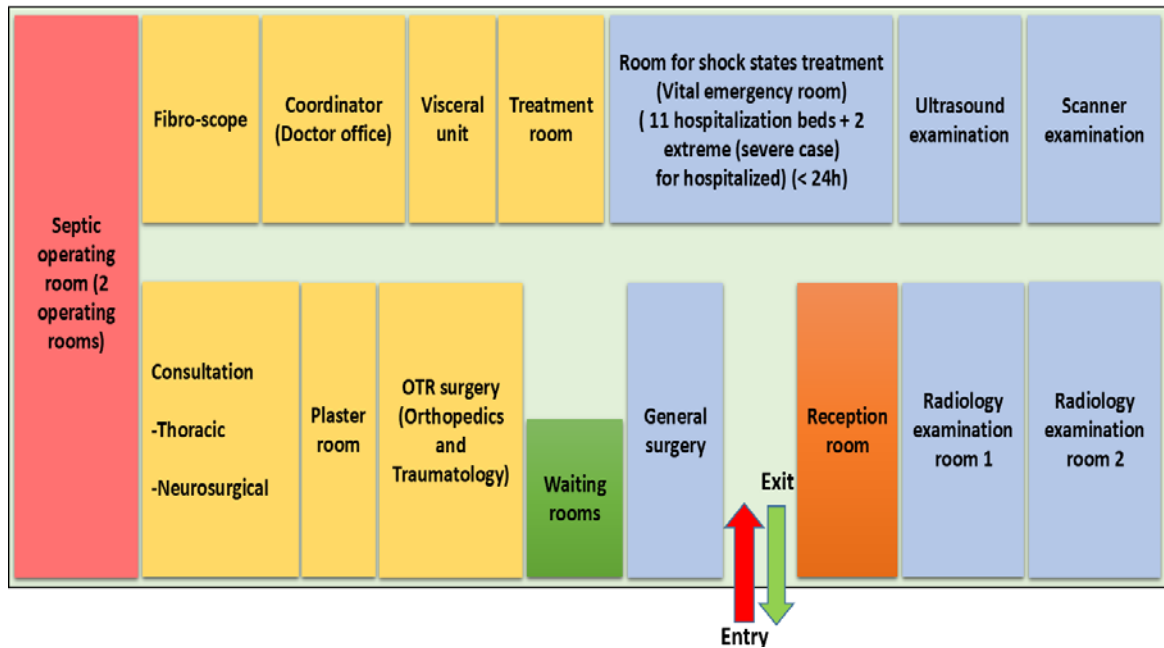 Septic
operating
room (2
operating
rooms)
Fibro-scope
Coordinator
(Doctor office)
Visceral
unit
Treatment
room
Room for shock states treatment
(Vital emergency room)
( 11 hospitalization beds + 2
extreme (severe case)
for hospitalized) (< 24h)
Ultrasound
examination
Scanner
examination
Consultation
-Thoracic
-Neurosurgical
Plaster
room
OTR surgery
(Orthopedics
and
Traumatology)
Waiting
rooms
General
surgery
Exit
Entry
Reception
room
Radiology
examination
room 1
Radiology
examination
room 2